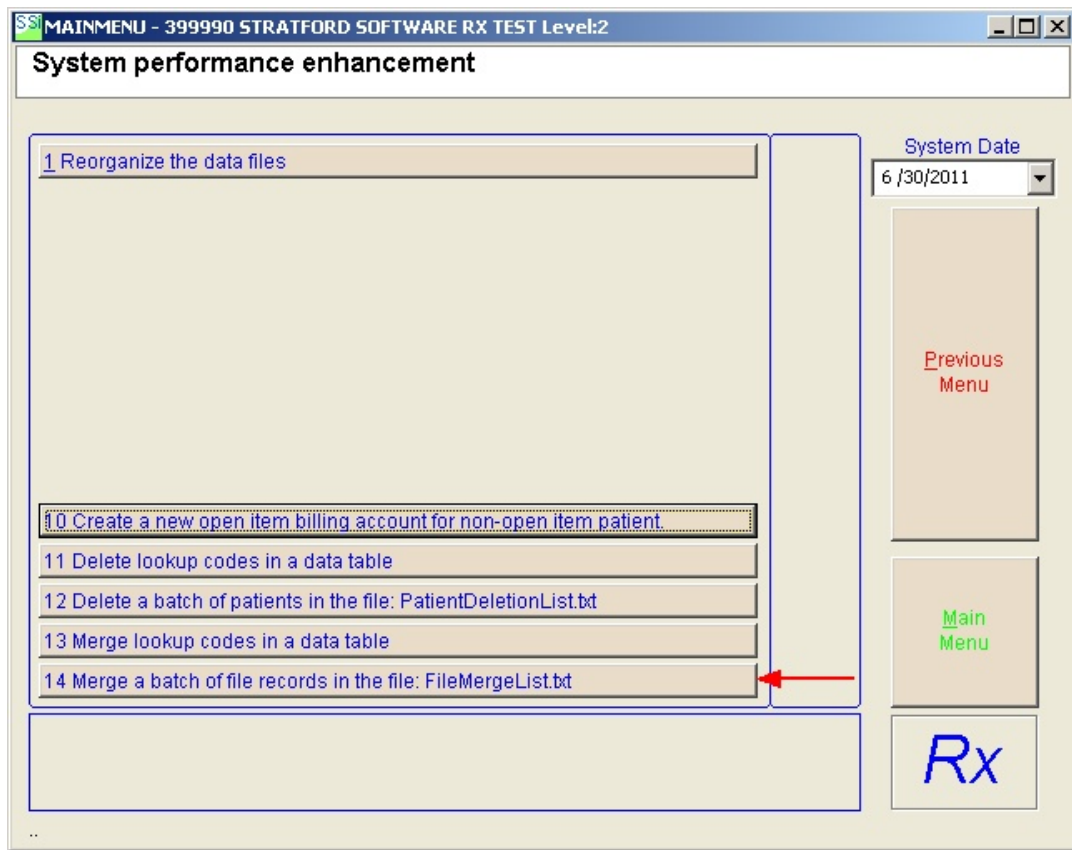 SSI MAINMENU - 399990 STRATFORD SOFTWARE RX TEST Level:2
System performance enhancement
System Date
6 /30/2011
1 Reorganize the data files
Previous
Menu
10 Create a new open item billing account for non-open item patient.
11 Delete lookup codes in a data table
12 Delete a batch of patients in the file: PatientDeletionList.txt
13 Merge lookup codes in a data table
14 Merge a batch of file records in the file: FileMergeList.txt
Main
Menu
Rx
..